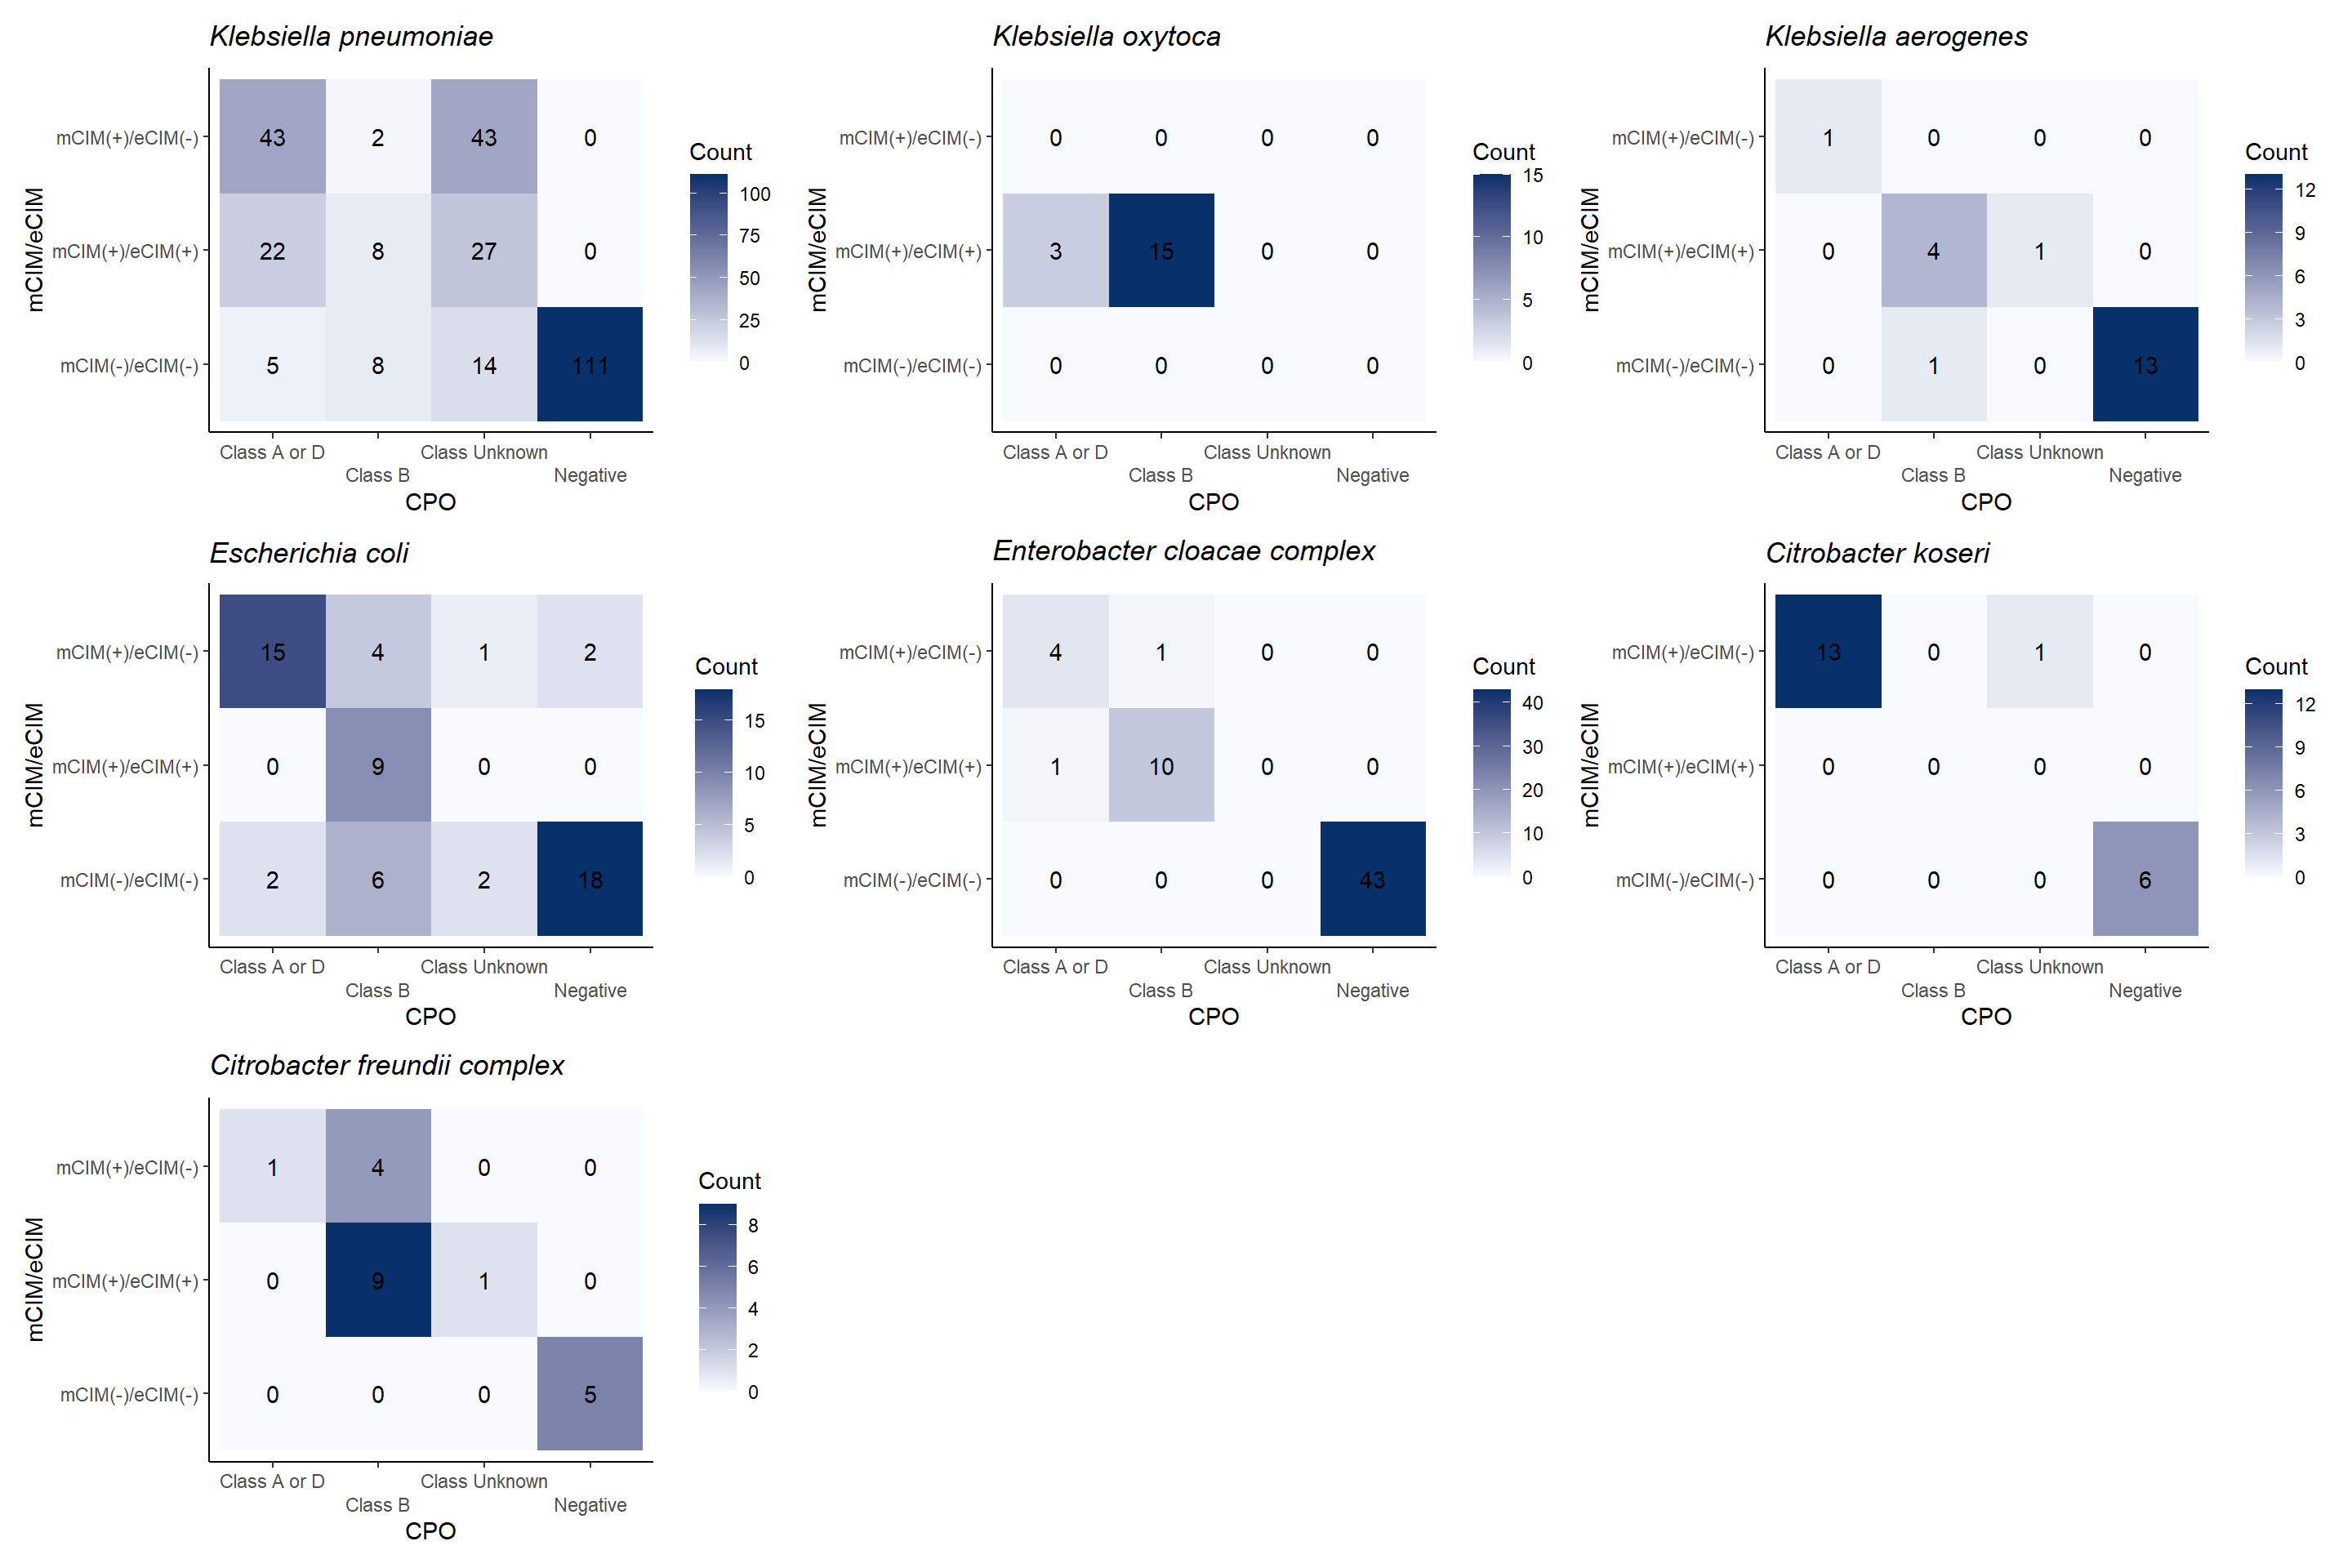 Klebsiella pneumoniae
mCIM/eCIM
mCIM(+)/eCIM(-) 43 2 43 0
mCIM(+)/eCIM(+) 22 8 27 0
mCIM(-)/eCIM(-) 5 8 14 111
Class A or D Class B Class Unknown Negative
CPO
Count
100
75
50
25
0
Klebsiella oxytoca
mCIM/eCIM
mCIM(+)/eCIM(-) 0 0 0 0
mCIM(+)/eCIM(+) 3 15 0 0
mCIM(-)/eCIM(-) 0 0 0 0
Class A or D Class B Class Unknown Negative
CPO
Count
15
10
5
0
Klebsiella aerogenes
mCIM/eCIM
mCIM(+)/eCIM(-) 1 0 0 0
mCIM(+)/eCIM(+) 0 4 1 0
mCIM(-)/eCIM(-) 0 1 0 13
Class A or D Class B Class Unknown Negative
CPO
Count
12
9
6
3
0
Escherichia coli
mCIM/eCIM
mCIM(+)/eCIM(-) 15 4 1 2
mCIM(+)/eCIM(+) 0 9 0 0
mCIM(-)/eCIM(-) 2 6 2 18
Class A or D Class B Class Unknown Negative
CPO
Count
15
10
5
0
Enterobacter cloacae complex
mCIM/eCIM
mCIM(+)/eCIM(-) 4 1 0 0
mCIM(+)/eCIM(+) 1 10 0 0
mCIM(-)/eCIM(-) 0 0 0 43
Class A or D Class B Class Unknown Negative
CPO
Count
40
30
20
10
0
Citrobacter koseri
mCIM/eCIM
mCIM(+)/eCIM(-) 13 0 1 0
mCIM(+)/eCIM(+) 0 0 0 0
mCIM(-)/eCIM(-) 0 0 0 6
Class A or D Class B Class Unknown Negative
CPO
Count
12
9
6
3
0
Citrobacter freundii complex
mCIM/eCIM
mCIM(+)/eCIM(-) 1 4 0 0
mCIM(+)/eCIM(+) 0 9 1 0
mCIM(-)/eCIM(-) 0 0 0 5
Class A or D Class B Class Unknown Negative
CPO
Count
8
6
4
2
0